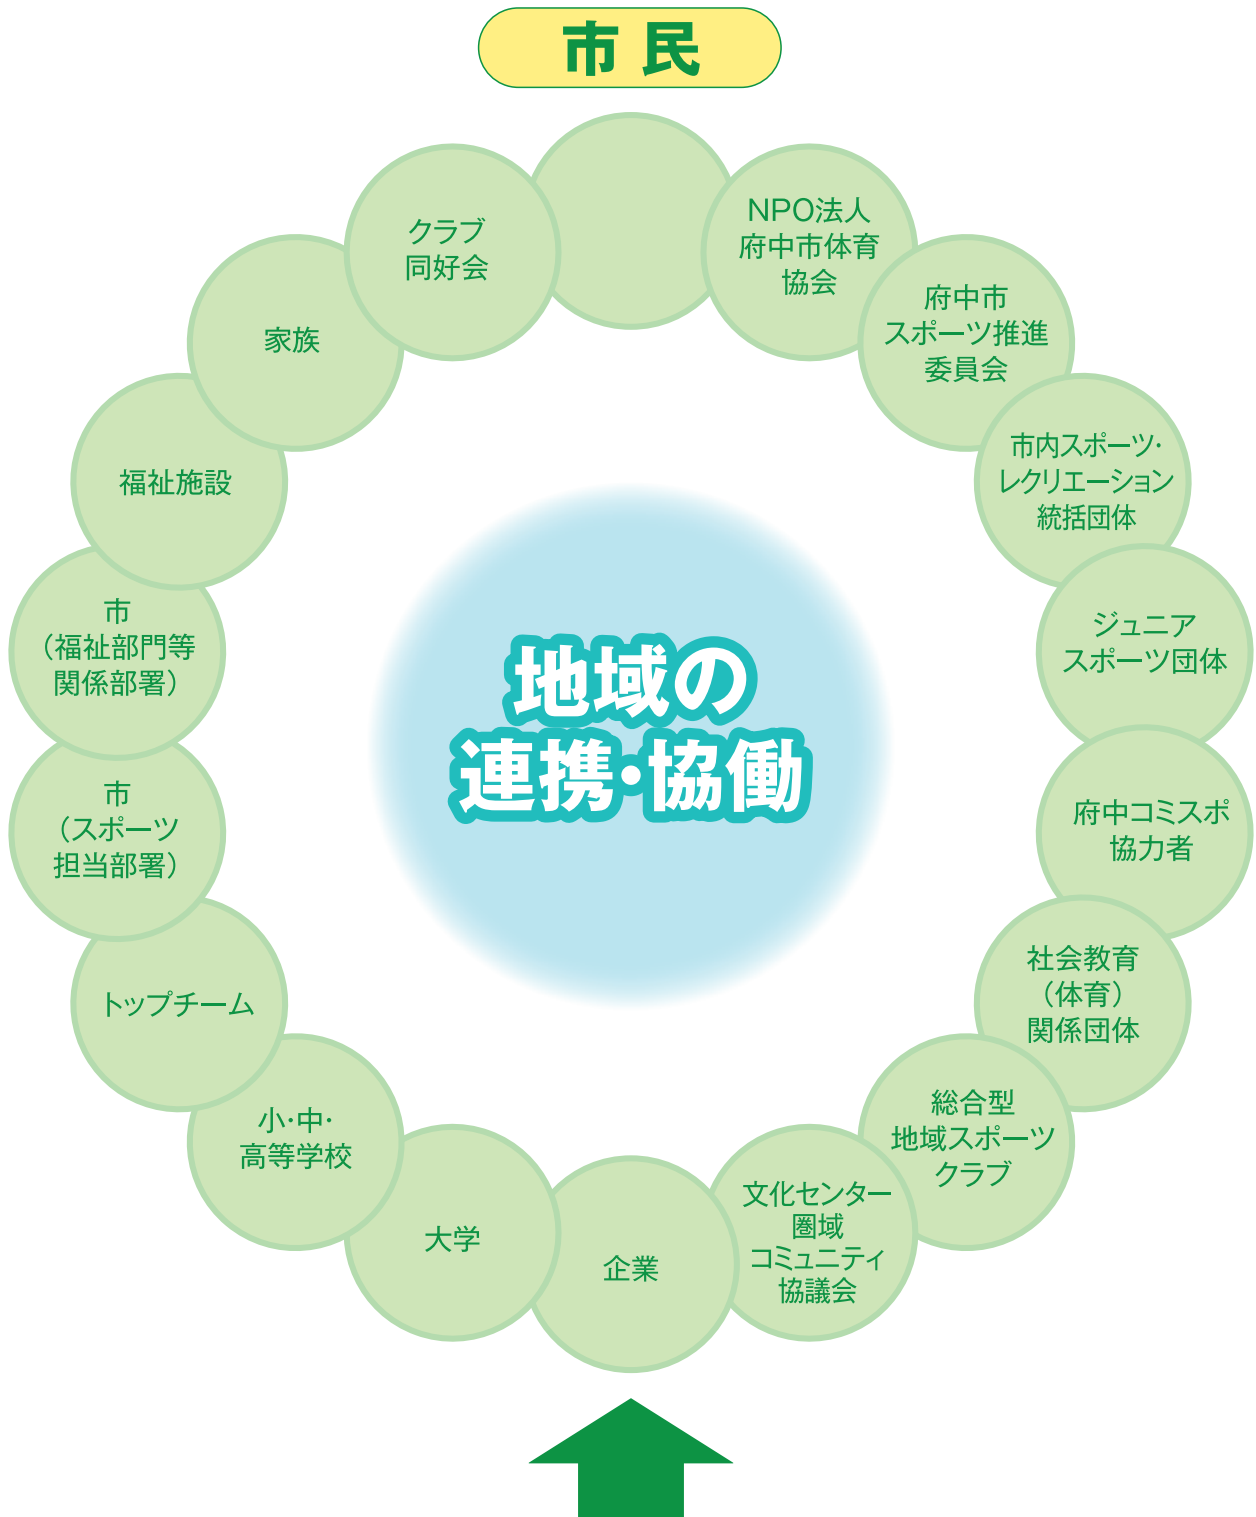 市民
NPO法人
府中市体育
協会
府中市
スポーツ推進
委員会
市内スポーツ・
レクリエーション
統括団体
ジュニア
スポーツ団体
府中コミスポ
協力者
社会教育
（体育）
関係団体
総合型
地域スポーツ
クラブ
文化センター
圏域
コミュニティ
協議会
企業
大学
小・中・
高等学校
トップチーム
市
（スポーツ
担当部署）
市
（福祉部門等
関係部署）
福祉施設
家族
クラブ
同好会
地域の
連携・協働